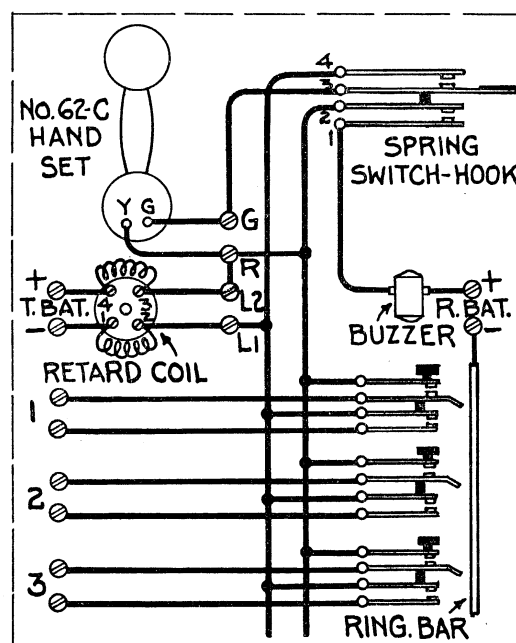 NO. 62-C
HAND
SET
Y G
G
R
L2
L1
4
3
2
1
SPRING
SWITCH-HOOK
+
T. BAT.
-
4
3
1
2
RETARD COIL
BUZZER
+
R. BAT.
-
1
2
3
RING. BAR